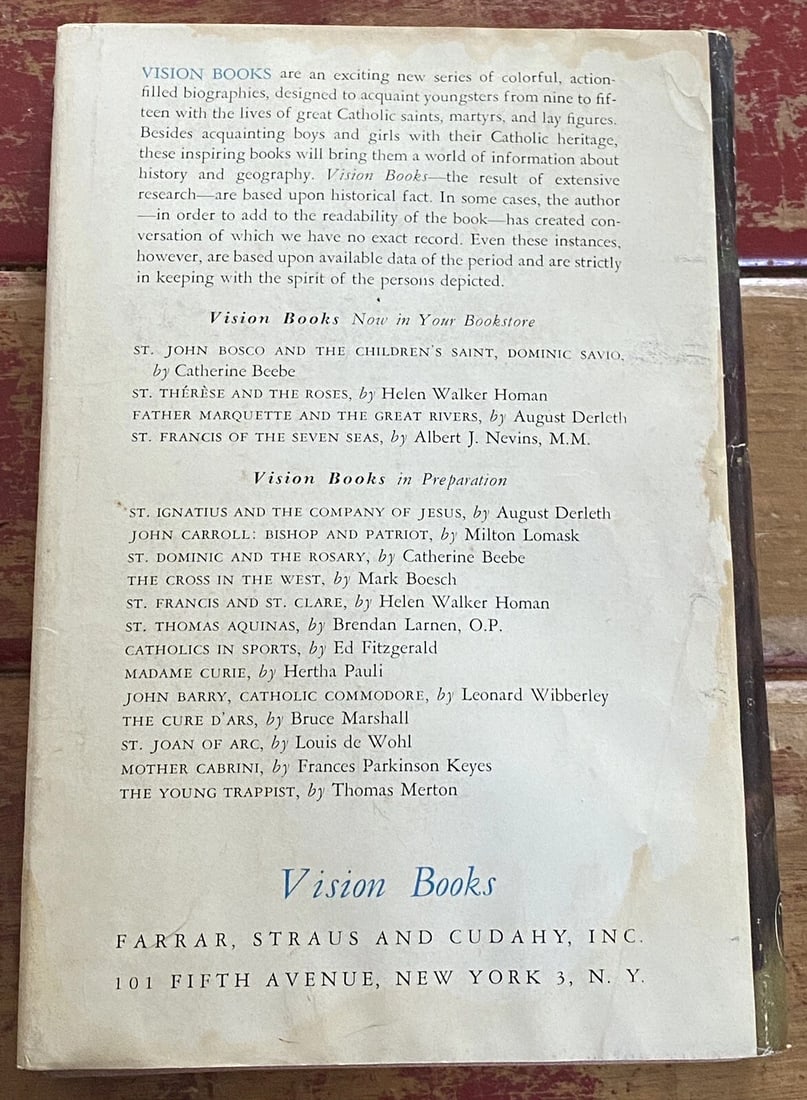 VISION BOOKS are an exciting new series of colorful, action-
filled biographies, designed to acquaint youngsters from nine to fif-
teen with the lives of great Catholic saints, martyrs, and lay figures.
Besides acquainting boys and girls with their Catholic heritage,
these inspiring books will bring them a world of information about
history and geography. Vision Books—the result of extensive
research—are based upon historical fact. In some cases, the author
—in order to add to the readability of the book—has created con-
versation of which we have no exact record. Even these instances,
however, are based upon available data of the period and are strictly
in keeping with the spirit of the persons depicted.
Vision Books Now in Your Bookstore
ST. JOHN BOSCO AND THE CHILDREN'S SAINT, DOMINIC SAVIO,
by Catherine Beebe
ST. THÉRÈSE AND THE ROSES, by Helen Walker Homan
FATHER MARQUETTE AND THE GREAT RIVERS, by August Derleth
ST. FRANCIS OF THE SEVEN SEAS, by Albert J. Nevins, M.M.
Vision Books in Preparation
ST. IGNATIUS AND THE COMPANY OF JESUS, by August Derleth
JOHN CARROLL: BISHOP AND PATRIOT, by Milton Lomask
ST. DOMINIC AND THE ROSARY, by Catherine Beebe
THE CROSS IN THE WEST, by Mark Boesch
ST. FRANCIS AND ST. CLARE, by Helen Walker Homan
ST. THOMAS AQUINAS, by Brendan Larnen, O.P.
CATHOLICS IN SPORTS, by Ed Fitzgerald
MADAME CURIE, by Hertha Pauli
JOHN BARRY, CATHOLIC COMMODORE, by Leonard Wibberley
THE CURE D'ARS, by Bruce Marshall
ST. JOAN OF ARC, by Louis de Wohl
MOTHER CABRINI, by Frances Parkinson Keyes
THE YOUNG TRAPPIST, by Thomas Merton
Vision Books
FARRAR, STRAUS AND CUDAHY, INC.
101 FIFTH AVENUE, NEW YORK 3, N. Y.